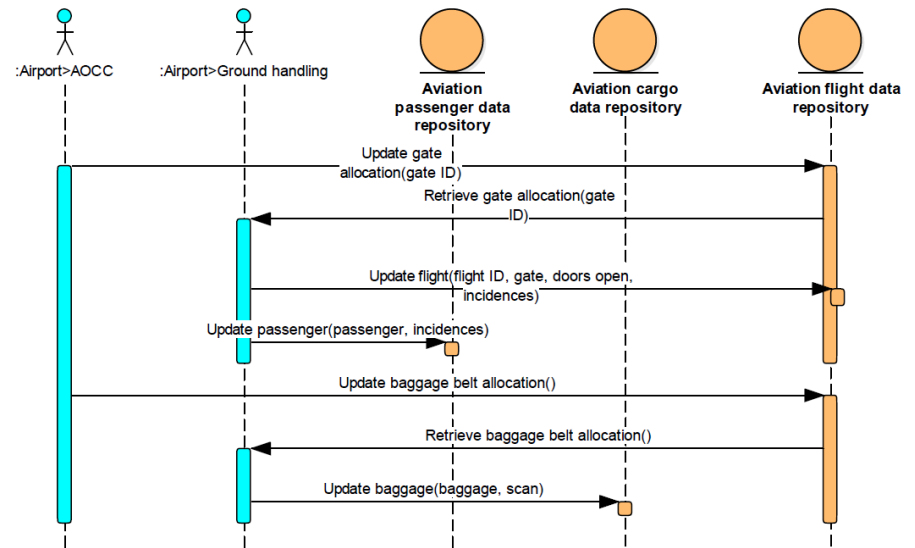 :Airport>AOCC
:Airport>Ground handling
Aviation
passenger data
repository
Aviation cargo
data repository
Aviation flight data
repository
Update gate
allocation(gate ID)
Retrieve gate allocation(gate
ID)
Update flight(flight ID, gate, doors open,
incidences)
Update passenger(passenger, incidences)
Update baggage belt allocation()
Retrieve baggage belt allocation()
Update baggage(baggage, scan)